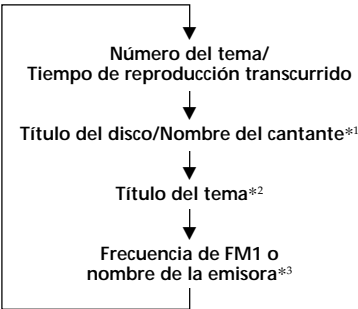 Número del tema/
Tiempo de reproducción transcurrido
Título del disco/Nombre del cantante*1
Título del tema*2
Frecuencia de FM1 o
nombre de la emisora*3